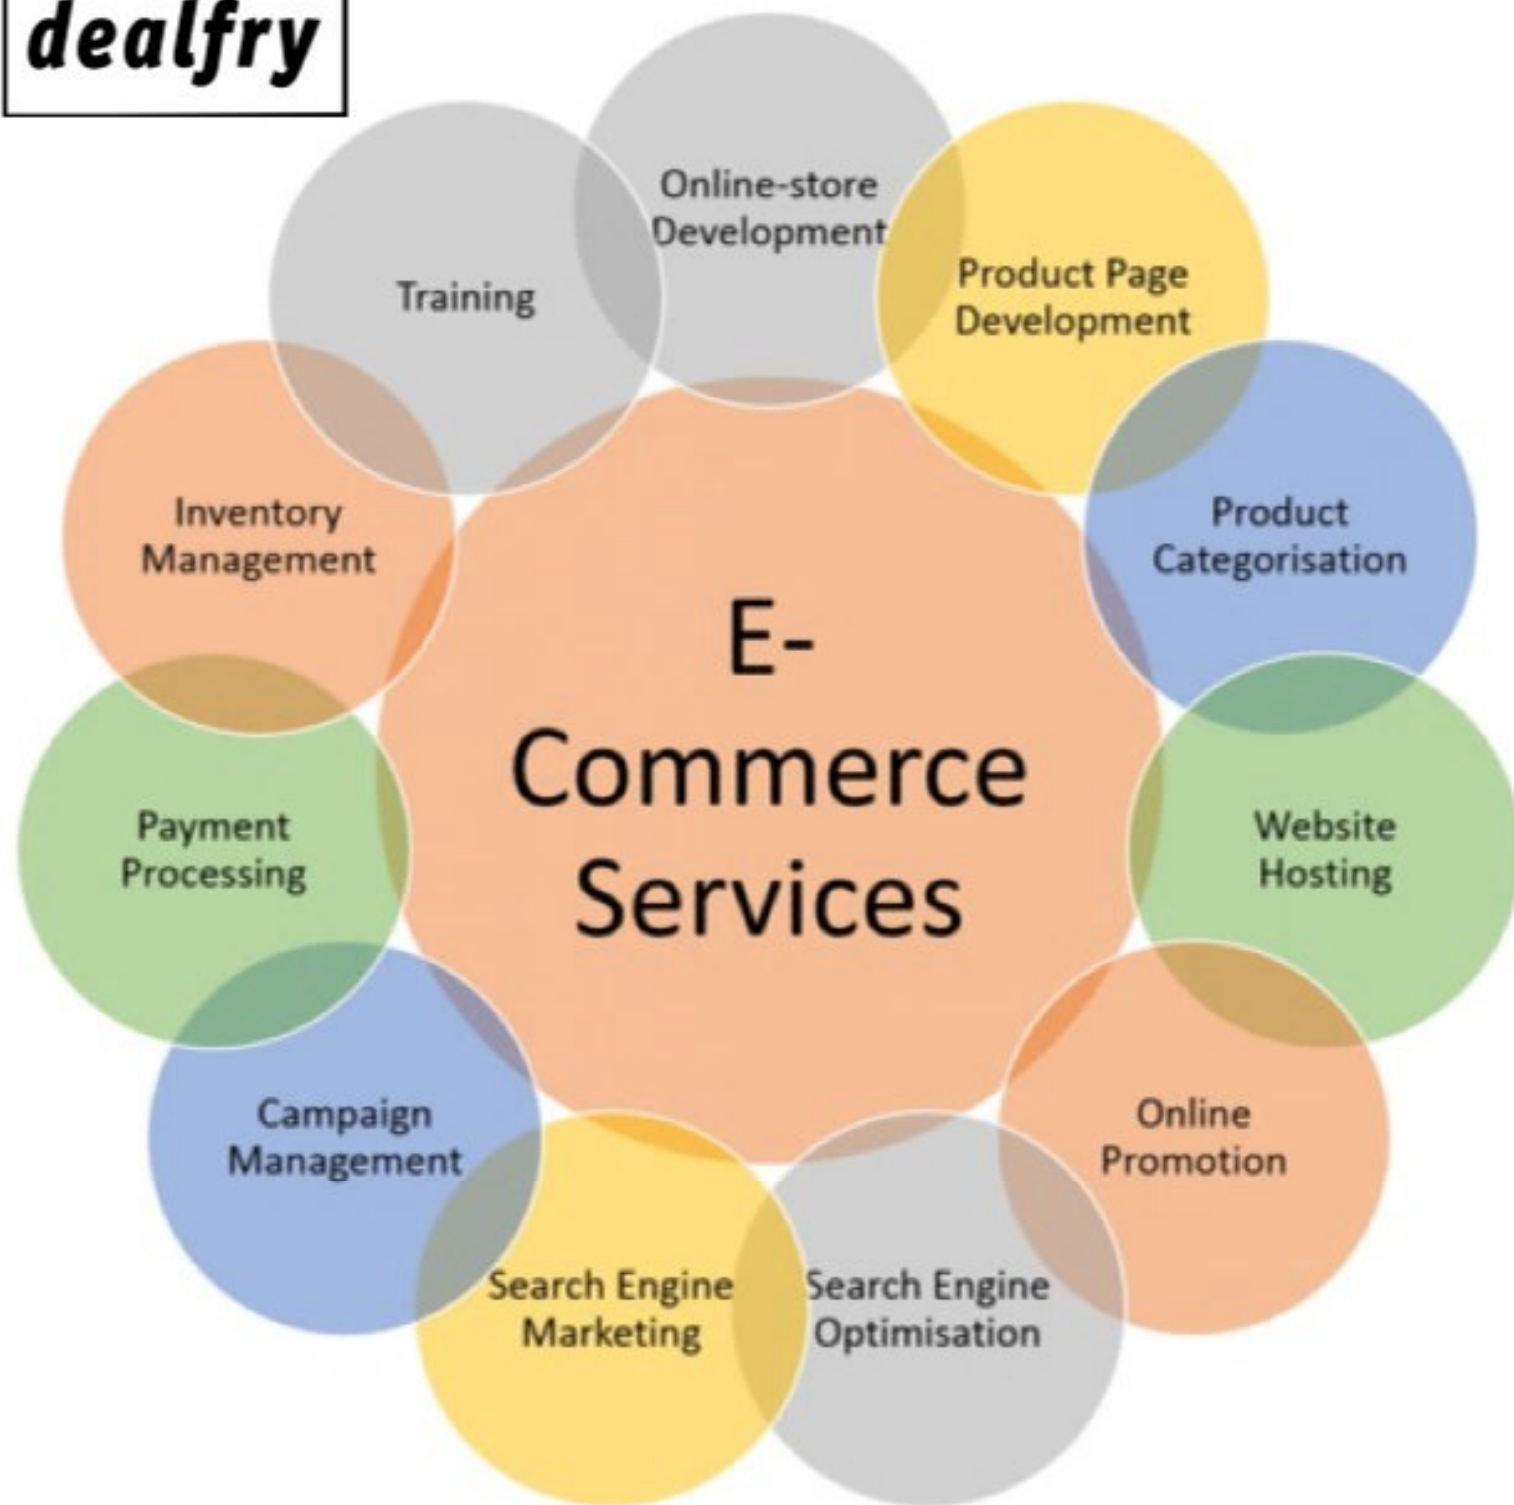 dealfry
Online-store
Development
Product Page
Development
Product
Categorisation
Website
Hosting
Online
Promotion
Search Engine
Optimisation
Search Engine
Marketing
Campaign
Management
Payment
Processing
Inventory
Management
Training
E-
Commerce
Services